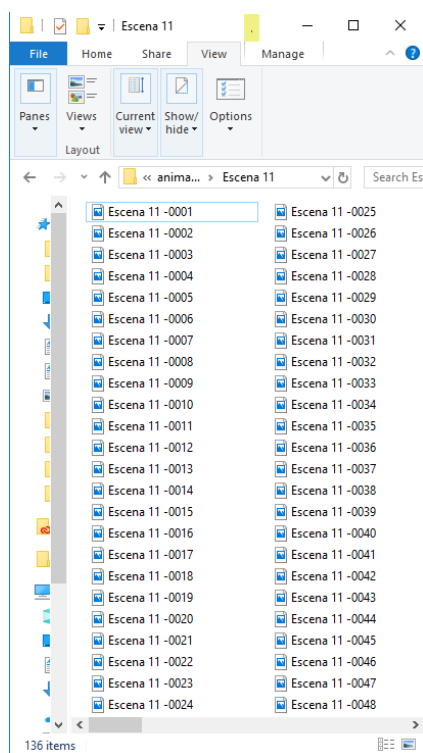 Escena 11
File Home Share View Manage
Panes Views Current view Show/ hide Options
Layout
« anima... › Escena 11 Search Es
Escena 11 -0001
Escena 11 -0002
Escena 11 -0003
Escena 11 -0004
Escena 11 -0005
Escena 11 -0006
Escena 11 -0007
Escena 11 -0008
Escena 11 -0009
Escena 11 -0010
Escena 11 -0011
Escena 11 -0012
Escena 11 -0013
Escena 11 -0014
Escena 11 -0015
Escena 11 -0016
Escena 11 -0017
Escena 11 -0018
Escena 11 -0019
Escena 11 -0020
Escena 11 -0021
Escena 11 -0022
Escena 11 -0023
Escena 11 -0024
Escena 11 -0025
Escena 11 -0026
Escena 11 -0027
Escena 11 -0028
Escena 11 -0029
Escena 11 -0030
Escena 11 -0031
Escena 11 -0032
Escena 11 -0033
Escena 11 -0034
Escena 11 -0035
Escena 11 -0036
Escena 11 -0037
Escena 11 -0038
Escena 11 -0039
Escena 11 -0040
Escena 11 -0041
Escena 11 -0042
Escena 11 -0043
Escena 11 -0044
Escena 11 -0045
Escena 11 -0046
Escena 11 -0047
Escena 11 -0048
136 items